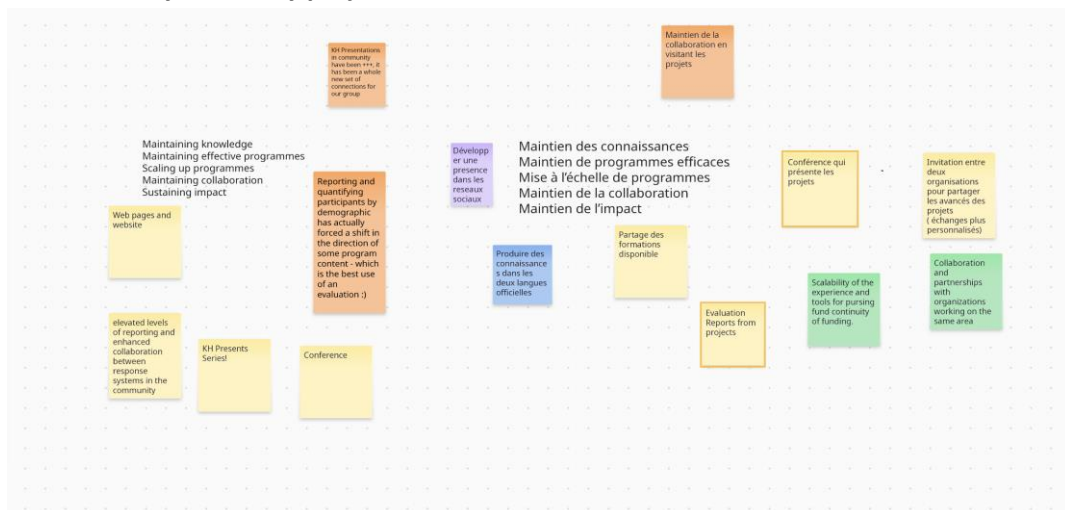 KH Presentations
in community
have been +++, it
has been a whole
new set of
connections for
our group
Maintien de la
collaboration en
visitant les
projets
Maintaining knowledge
Maintaining effective programmes
Scaling up programmes
Maintaining collaboration
Sustaining impact
Développ
er une
presence
dans les
reseaux
sociaux
Maintien des connaissances
Maintien de programmes efficaces
Mise à l'échelle de programmes
Maintien de la collaboration
Maintien de l'impact
Conférence qui
présente les
projets
Invitation entre
deux
organisations
pour partager
les avancés des
projets
( échanges plus
personnalisés)
Reporting and
quantifying
participants by
demographic
has actually
forced a shift in
the direction of
some program
content - which
is the best use
of an
evaluation :)
Web pages and
website
Partage des
formations
disponible
Produire des
connaissance
s dans les
deux langues
officielles
Collaboration
and
partnerships
with
organizations
working on the
same area
Scalability of the
experience and
tools for pursing
fund continuity
of funding.
Evaluation
Reports from
projects
elevated levels
of reporting and
enhanced
collaboration
between
response
systems in the
community
KH Presents
Series!
Conference